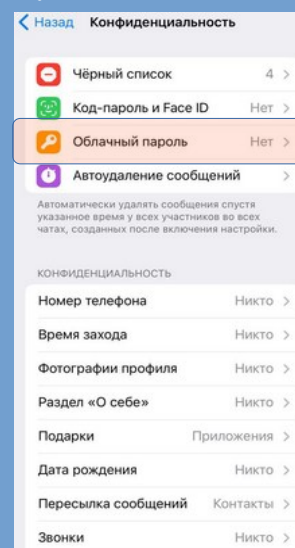 Назад Конфиденциальность
Чёрный список 4
Код-пароль и Face ID Нет
Облачный пароль Нет
Автоудаление сообщений
Автоматически удалять сообщения спустя
указанное время у всех участников во всех
чатах, созданных после включения настройки.
КОНФИДЕНЦИАЛЬНОСТЬ
Номер телефона Никто
Время захода Никто
Фотографии профиля Никто
Раздел «О себе» Никто
Подарки Приложения
Дата рождения Никто
Пересылка сообщений Контакты
Звонки Никто